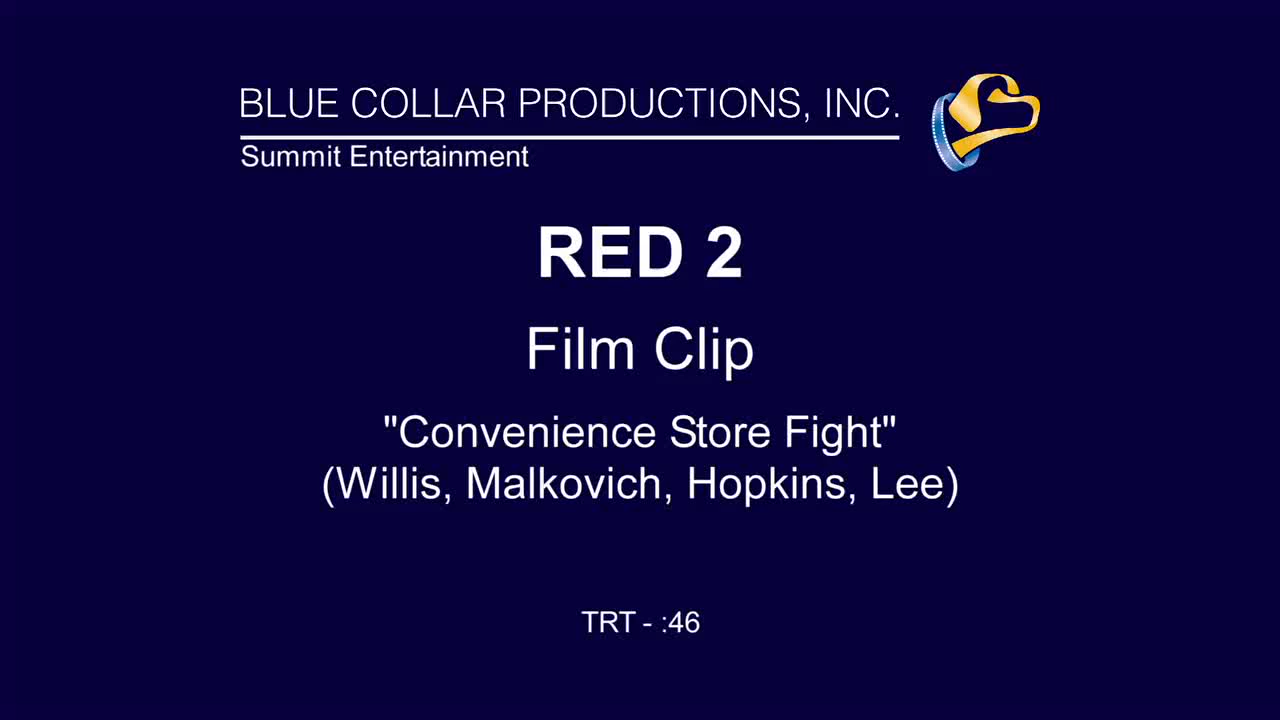 BLUE COLLAR PRODUCTIONS, INC.
Summit Entertainment
RED 2
Film Clip
"Convenience Store Fight"
(Willis, Malkovich, Hopkins, Lee)
TRT - :46